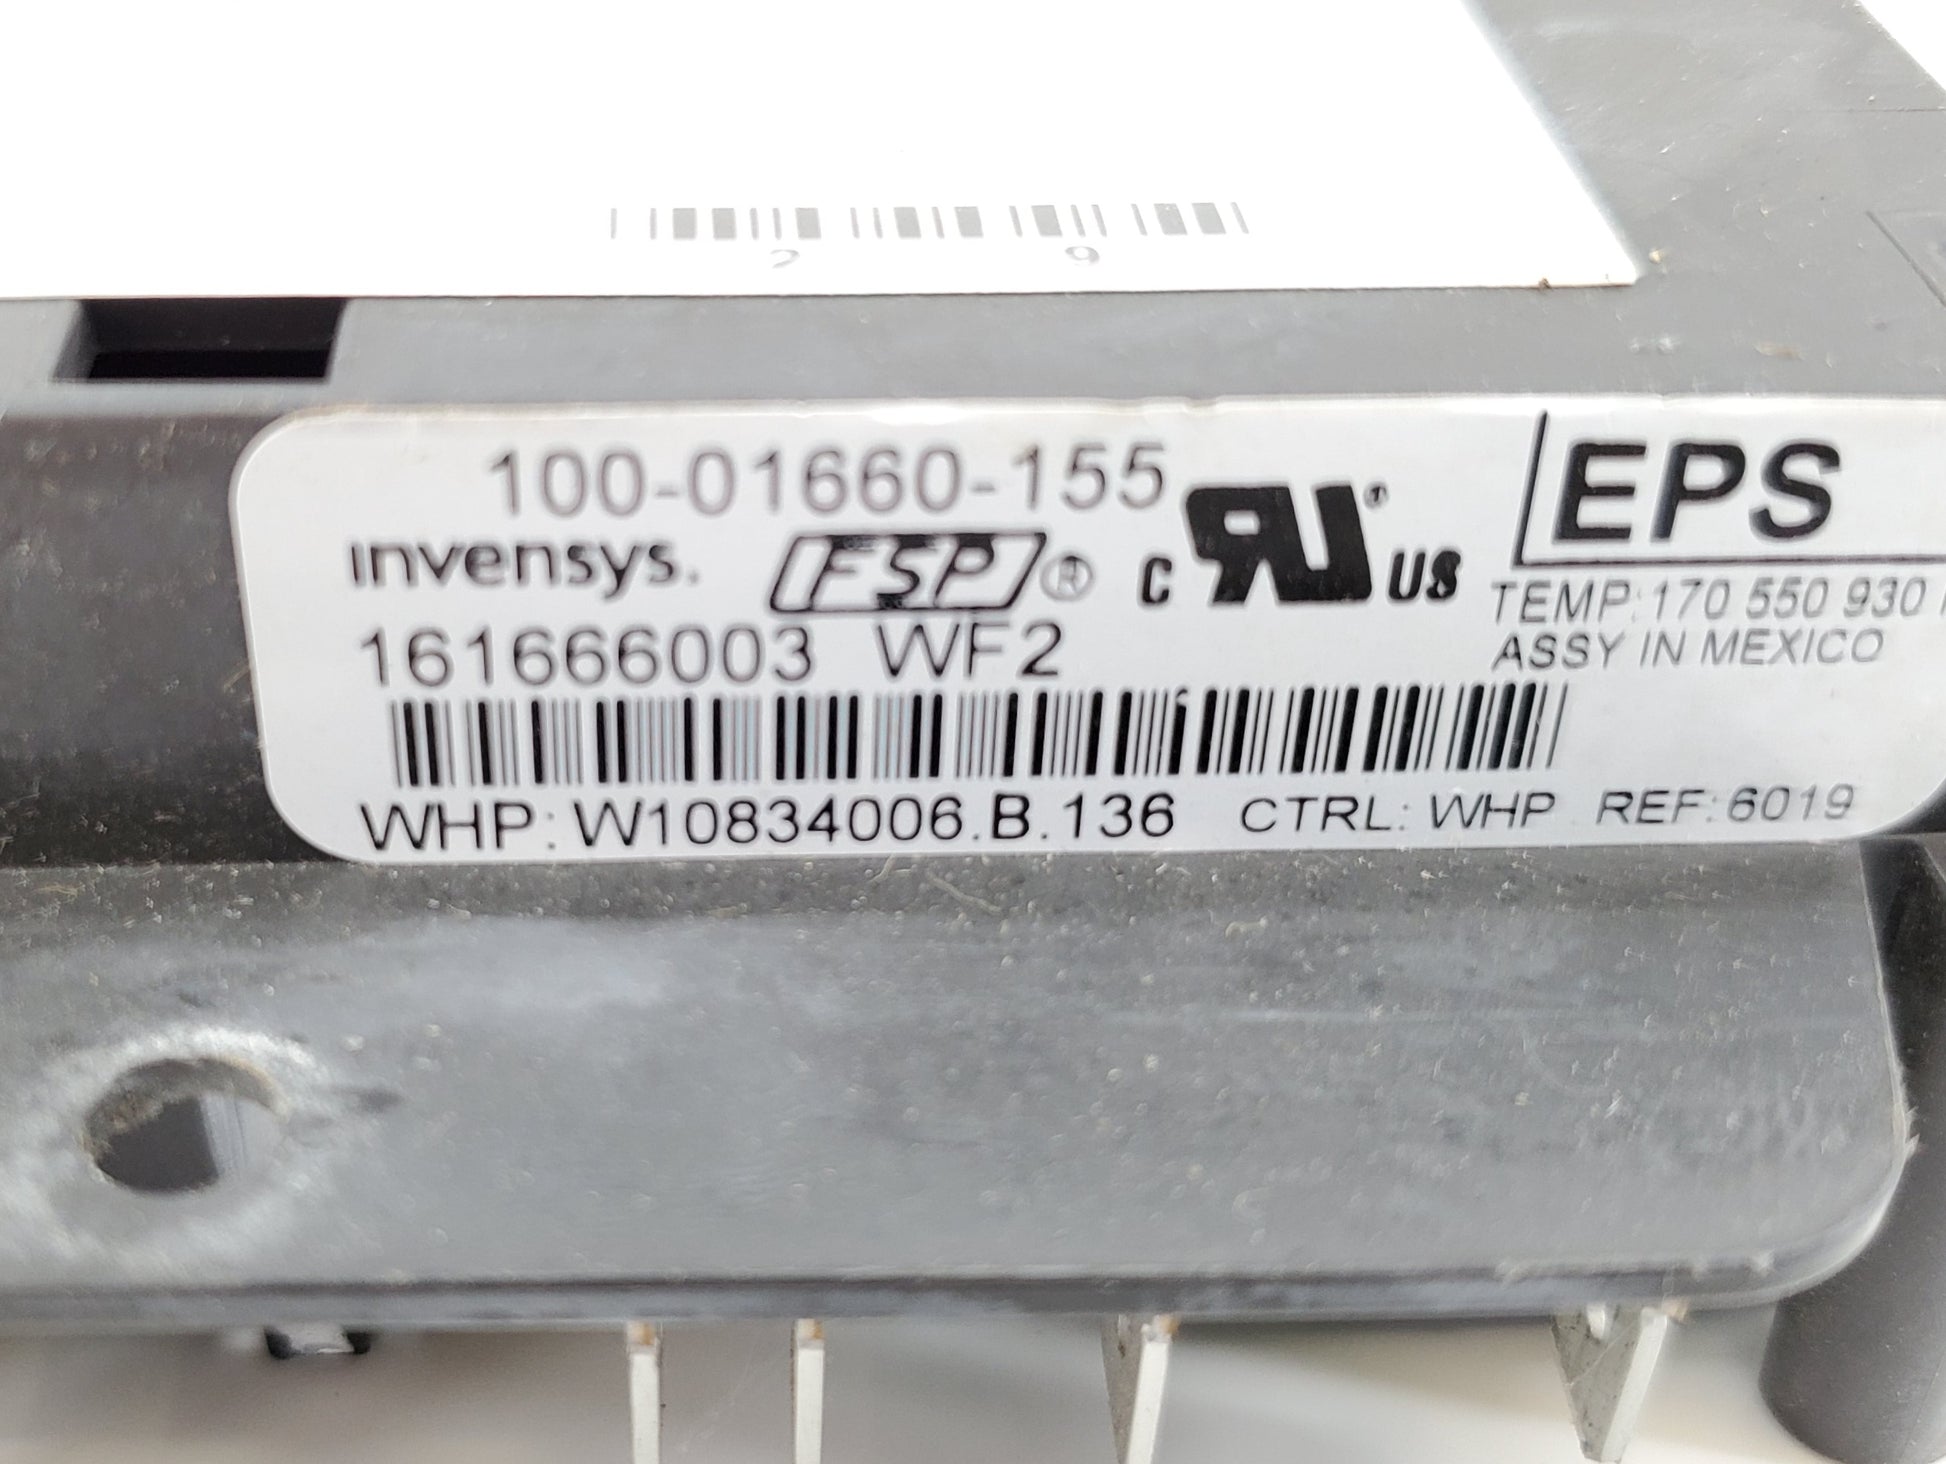 2 9
100-01660-155
invensys. FSP® c RU® US EPS
161666003 WF2 TEMP:170 550 930
ASSY IN MEXICO
WHP: W10834006.B.136 CTRL: WHP REF: 6019